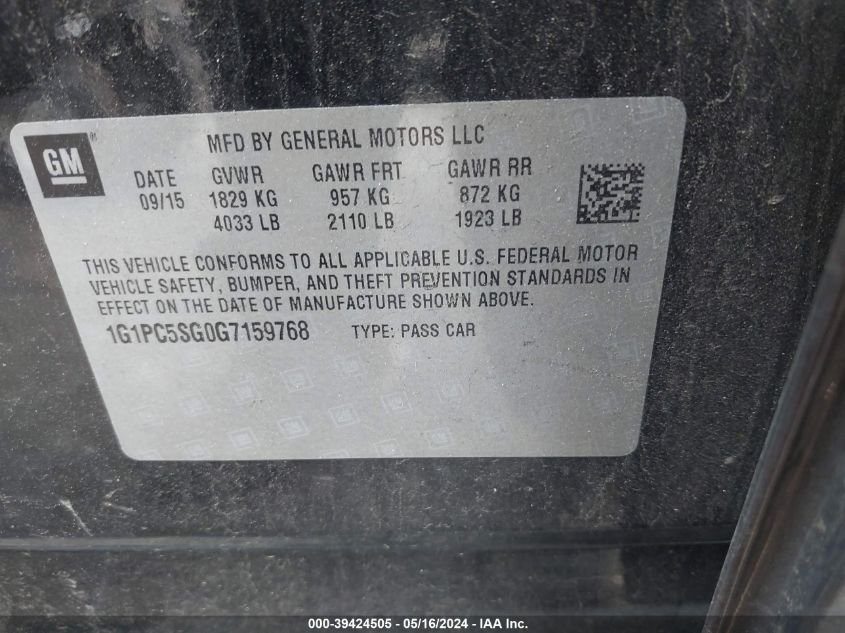 GM ®
MFD BY GENERAL MOTORS LLC
DATE GVWR GAWR FRT GAWR RR
09/15 1829 KG 957 KG 872 KG
4033 LB 2110 LB 1923 LB
THIS VEHICLE CONFORMS TO ALL APPLICABLE U.S. FEDERAL MOTOR
VEHICLE SAFETY, BUMPER, AND THEFT PREVENTION STANDARDS IN
EFFECT ON THE DATE OF MANUFACTURE SHOWN ABOVE.
1G1PC5SG0G7159768 TYPE: PASS CAR
000-39424505 - 05/16/2024 - IAA Inc.